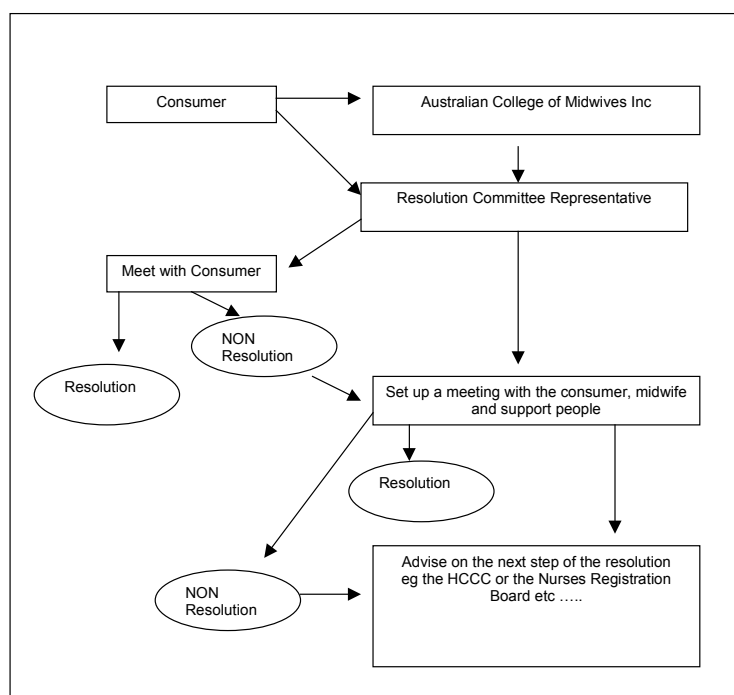 Consumer
Australian College of Midwives Inc
Resolution Committee Representative
Meet with Consumer
NON
Resolution
Resolution
Set up a meeting with the consumer, midwife
and support people
Resolution
Advise on the next step of the resolution
eg the HCCC or the Nurses Registration
Board etc …..
NON
Resolution